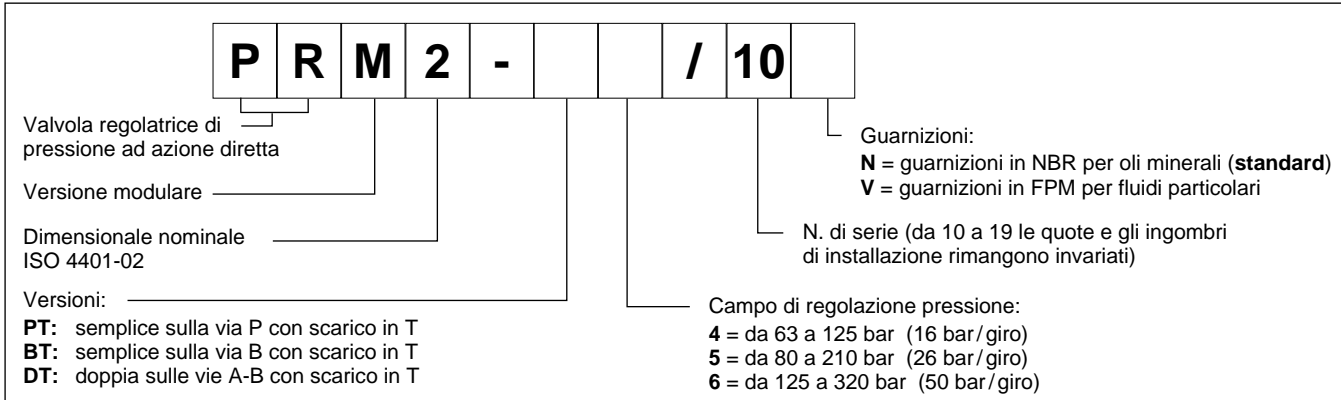 P R M 2 - / 10
Valvola regolatrice di
pressione ad azione diretta
Versione modulare
Dimensionale nominale
ISO 4401-02
Versioni:
PT: semplice sulla via P con scarico in T
BT: semplice sulla via B con scarico in T
DT: doppia sulle vie A-B con scarico in T
Guarnizioni:
N = guarnizioni in NBR per oli minerali (standard)
V = guarnizioni in FPM per fluidi particolari
N. di serie (da 10 a 19 le quote e gli ingombri
di installazione rimangono invariati)
Campo di regolazione pressione:
4 = da 63 a 125 bar (16 bar/giro)
5 = da 80 a 210 bar (26 bar/giro)
6 = da 125 a 320 bar (50 bar/giro)